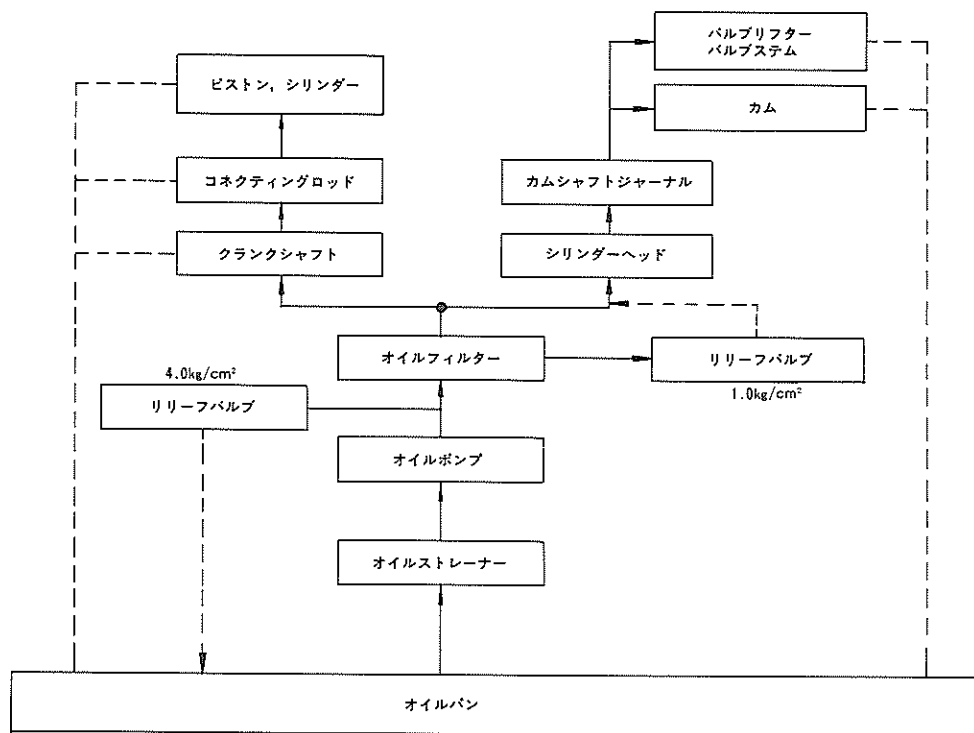 バルブリフター
バルブステム
ピストン，シリンダー
カム
コネクティングロッド
カムシャフトジャーナル
クランクシャフト
シリンダーヘッド
オイルフィルター
リリーフバルブ
1.0kg/cm²
4.0kg/cm²
リリーフバルブ
オイルポンプ
オイルストレーナー
オイルパン